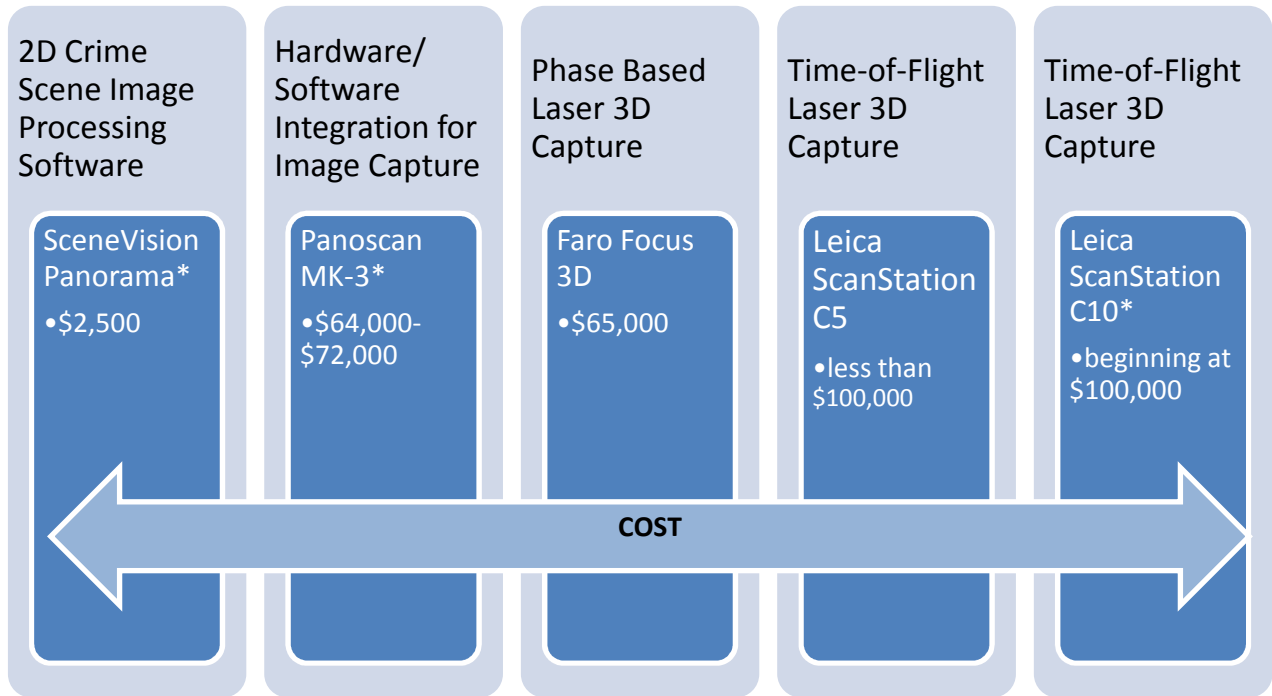 2D Crime
Scene Image
Processing
Software
SceneVision
Panorama*
•$2,500
Hardware/
Software
Integration for
Image Capture
Panoscan
MK-3*
•$64,000-
$72,000
Phase Based
Laser 3D
Capture
Faro Focus
3D
•$65,000
Time-of-Flight
Laser 3D
Capture
Leica
ScanStation
C5
•less than
$100,000
Time-of-Flight
Laser 3D
Capture
Leica
ScanStation
C10*
•beginning at
$100,000
COST